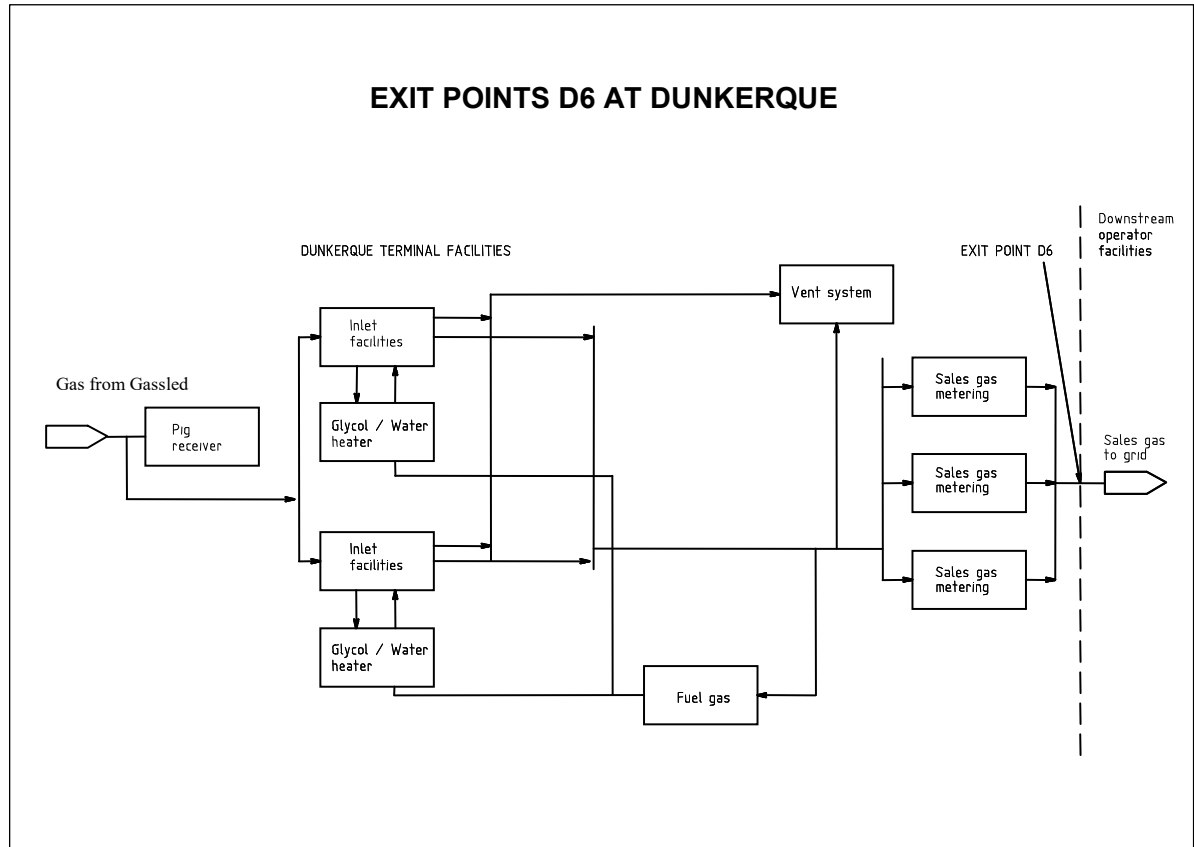 EXIT POINTS D6 AT DUNKERQUE
Downstream
operator
facilities
DUNKERQUE TERMINAL FACILITIES
EXIT POINT D6
Vent system
Inlet
facilities
Gas from Gassled
Pig
receiver
Glycol / Water
heater
Sales gas
metering
Sales gas
to grid
Sales gas
metering
Inlet
facilities
Sales gas
metering
Glycol / Water
heater
Fuel gas